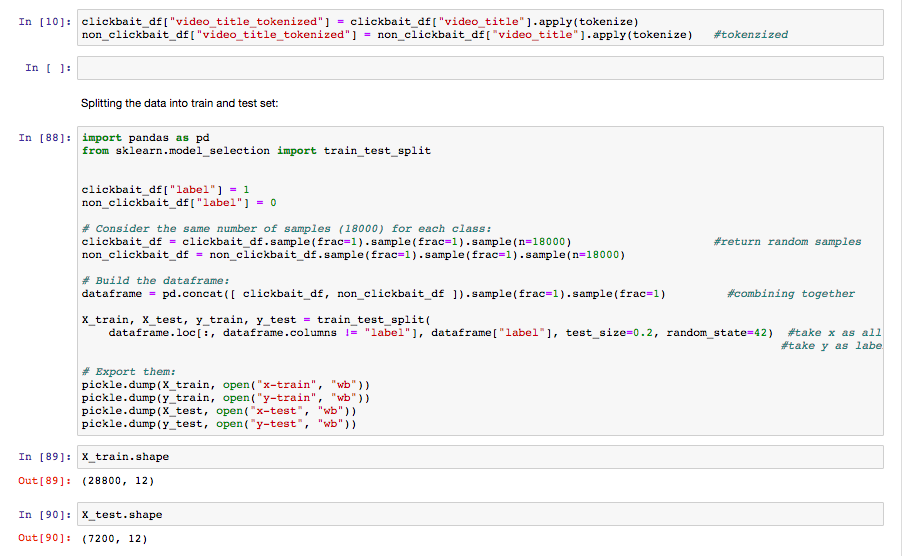 In [10]: clickbait_df["video_title_tokenized"] = clickbait_df["video_title"].apply(tokenize)
non_clickbait_df["video_title_tokenized"] = non_clickbait_df["video_title"].apply(tokenize) #tokenzized
In [ ]:
Splitting the data into train and test set:
In [88]: import pandas as pd
from sklearn.model_selection import train_test_split
clickbait_df["label"] = 1
non_clickbait_df["label"] = 0
# Consider the same number of samples (18000) for each class:
clickbait_df = clickbait_df.sample(frac=1).sample(frac=1).sample(n=18000) #return random samples
non_clickbait_df = non_clickbait_df.sample(frac=1).sample(frac=1).sample(n=18000)
# Build the dataframe:
dataframe = pd.concat([ clickbait_df, non_clickbait_df ]).sample(frac=1).sample(frac=1) #combining together
X_train, X_test, y_train, y_test = train_test_split(
dataframe.loc[:, dataframe.columns != "label"], dataframe["label"], test_size=0.2, random_state=42) #take x as all
#take y as labe
# Export them:
pickle.dump(X_train, open("x-train", "wb"))
pickle.dump(y_train, open("y-train", "wb"))
pickle.dump(X_test, open("x-test", "wb"))
pickle.dump(y_test, open("y-test", "wb"))
In [89]: X_train.shape
Out[89]: (28800, 12)
In [90]: X_test.shape
Out[90]: (7200, 12)